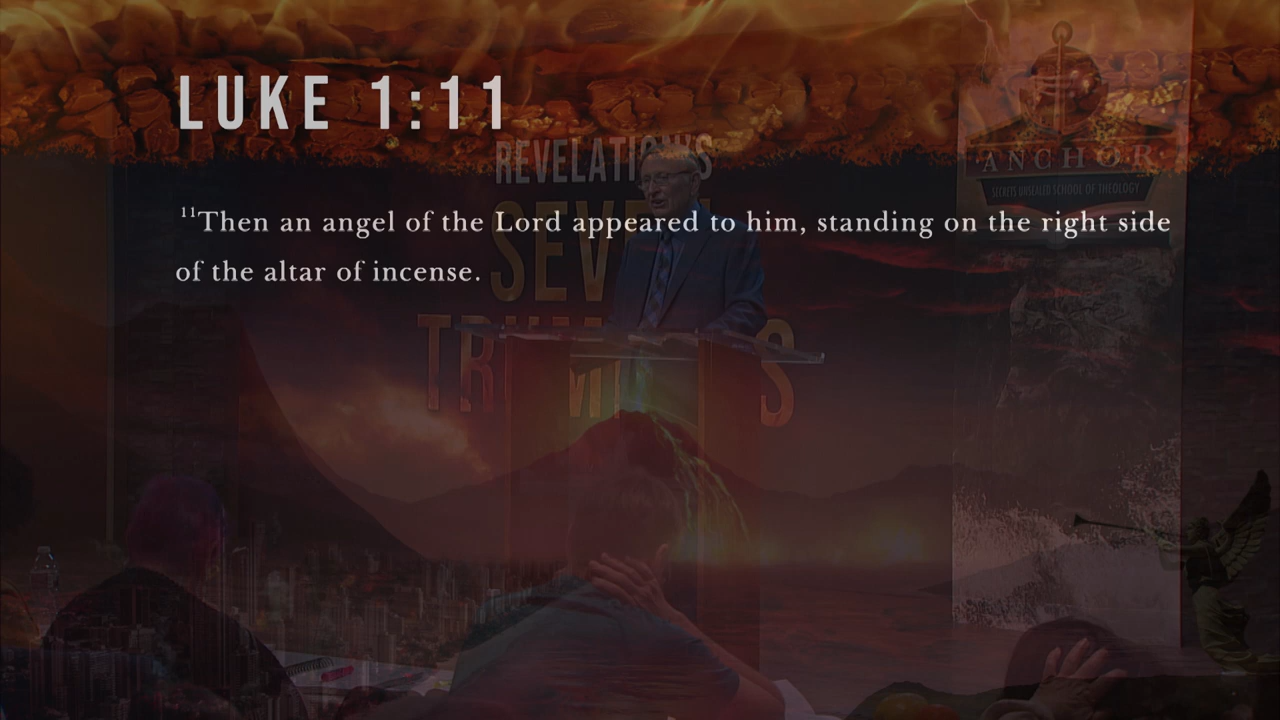 LUKE 1:11
REVELATION'S
ANCHOR
SECRETS UNSEALED SCHOOL OF THEOLOGY
SEVEN
¹¹Then an angel of the Lord appeared to him, standing on the right side
of the altar of incense.
TRUMPETS